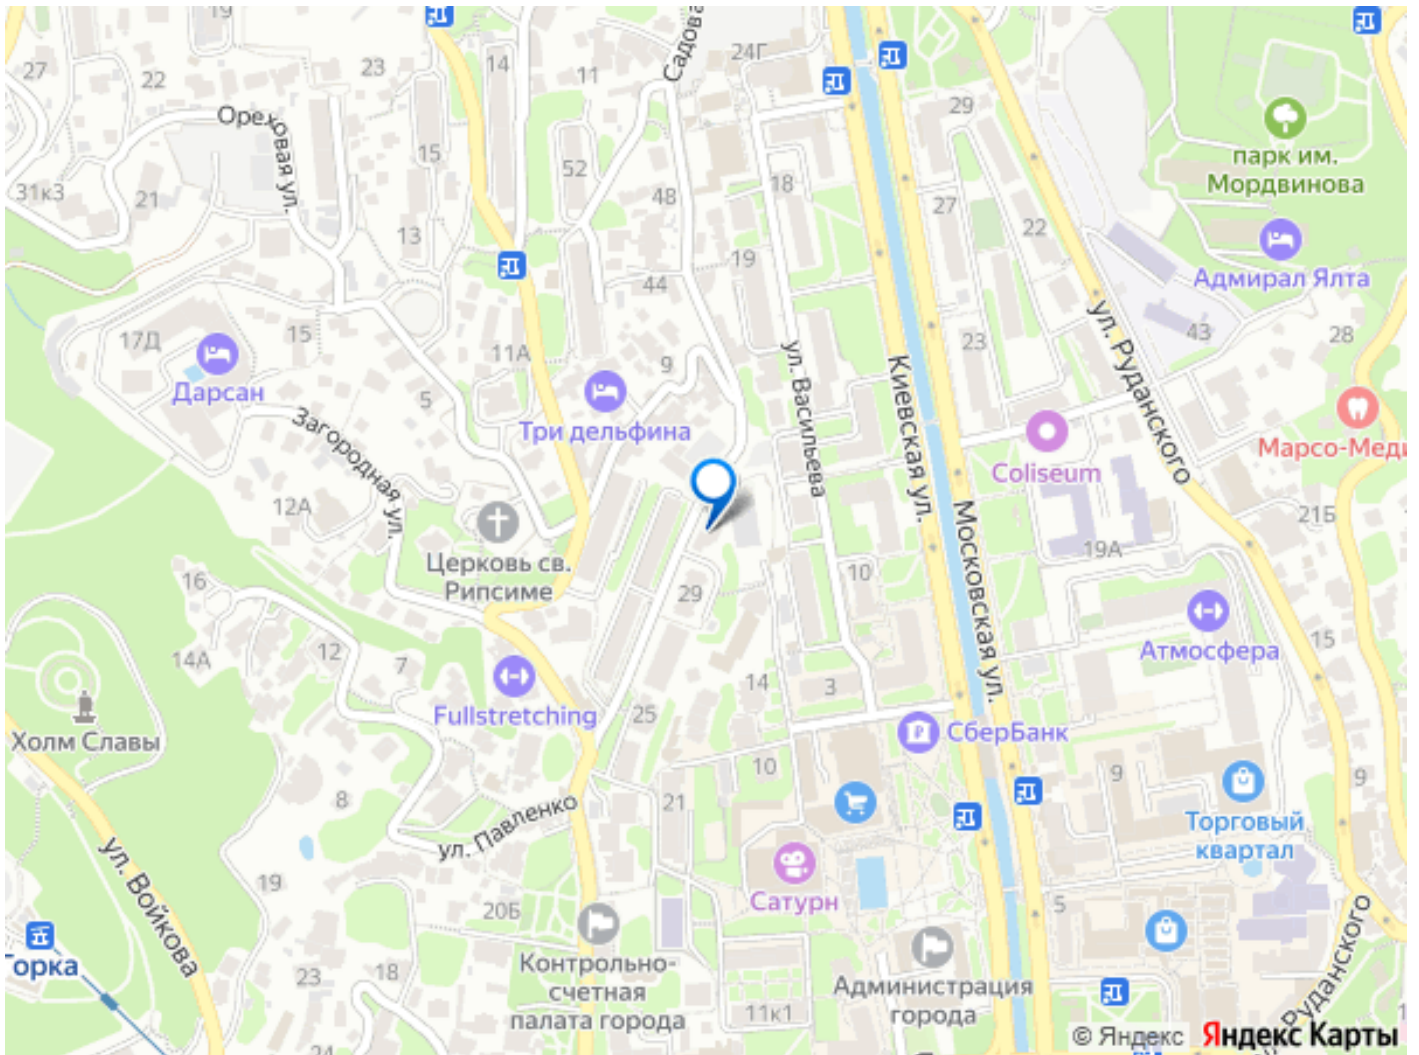 24Г
Садова
27
22
23
14
11
29
Ореховая ул.
парк им.
Мордвинова
15
52
18
31к3
21
48
27
22
13
19
Адмирал Ялта
44
17Д
15
11А
9
23
43
28
ул. Руданского
Дарсан
5
Три дельфина
ул. Васильева
Киевская ул.
Загородная ул.
Марсо-Меди
Coliseum
12А
21Б
Московская ул.
19А
Церковь св.
Рипсиме
16
29
10
15
14А
12
7
Атмосфера
14
3
Fullstretching
25
СберБанк
Холм Славы
10
9
9
8
21
ул. Павленко
Торговый
квартал
ул. Войкова
19
20Б
Сатурн
5
Горка
Контрольно-
счетная
палата города
23
18
Администрация
города
11к1
Руданского
24
© Яндекс Яндекс Карты